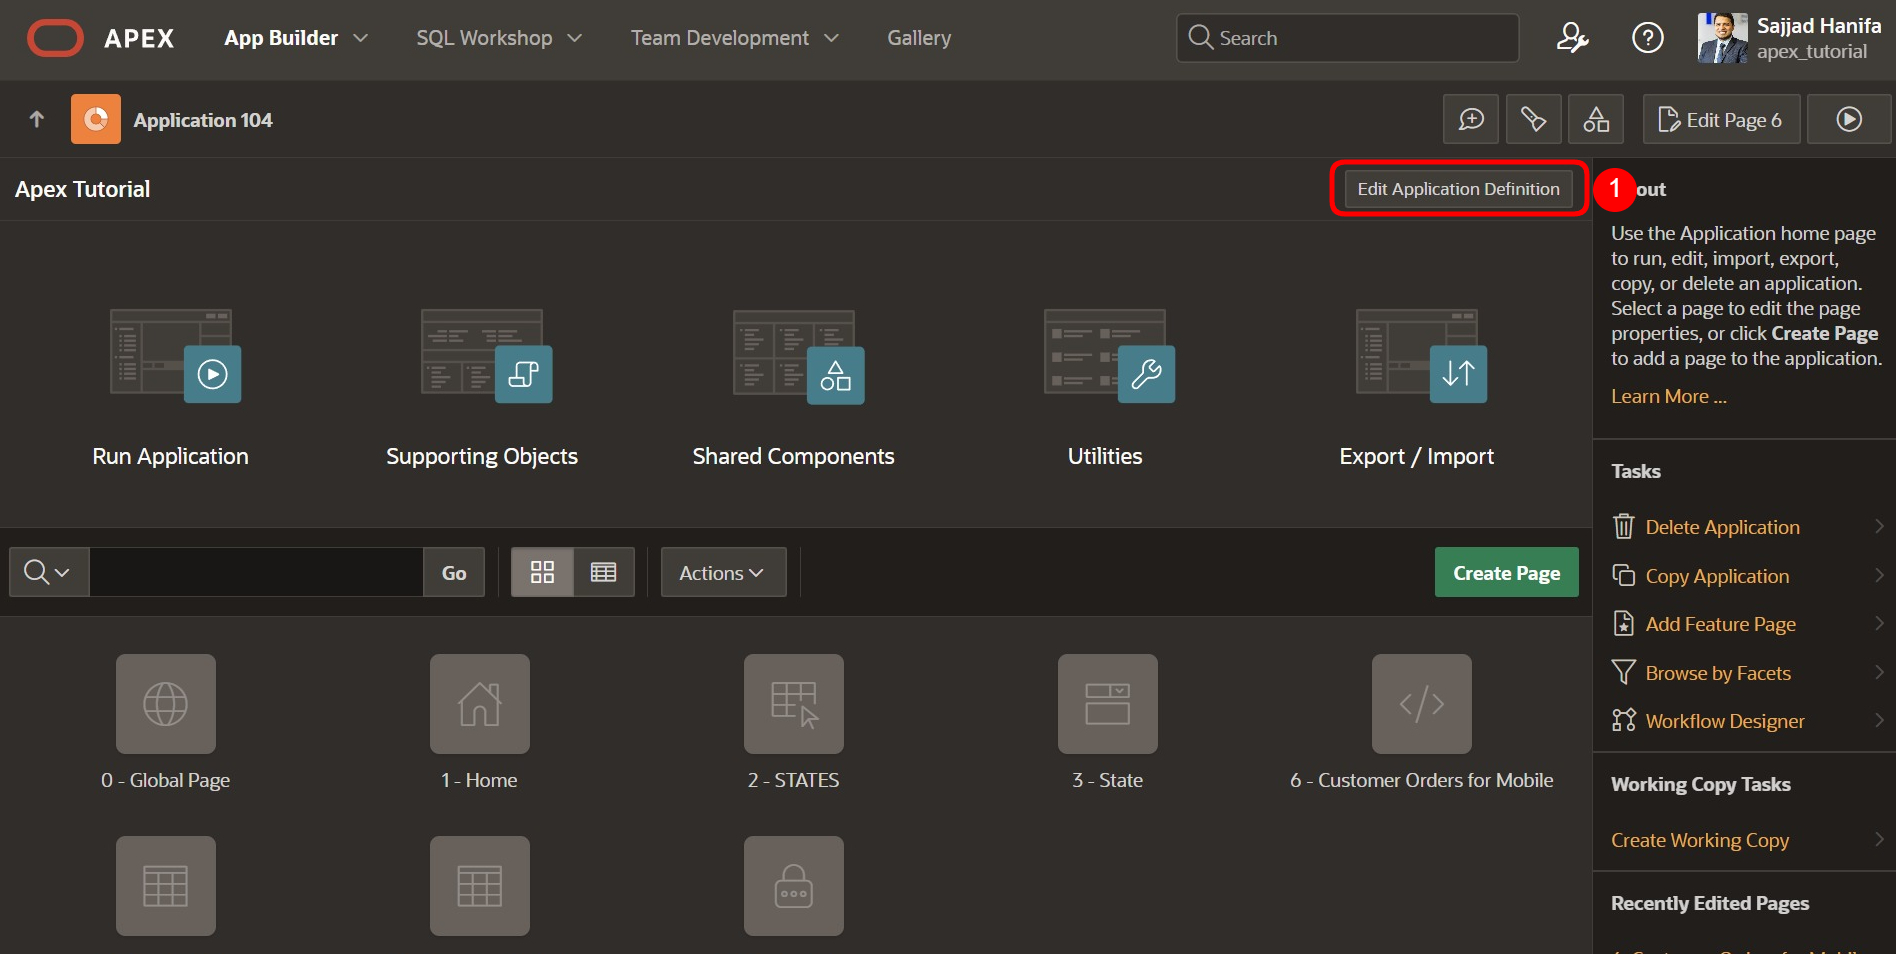 APEX
App Builder
SQL Workshop
Team Development
Gallery
Search
Sajjad Hanifa
apex_tutorial
Application 104
Edit Page 6
Apex Tutorial
Edit Application Definition
1
out
Use the Application home page
to run, edit, import, export,
copy, or delete an application.
Select a page to edit the page
properties, or click Create Page
to add a page to the application.
Learn More ...
Run Application
Supporting Objects
Shared Components
Utilities
Export / Import
Tasks
Delete Application
Copy Application
Add Feature Page
Browse by Facets
Workflow Designer
Go
Actions
Create Page
0 - Global Page
1 - Home
2 - STATES
3 - State
6 - Customer Orders for Mobile
Working Copy Tasks
Create Working Copy
Recently Edited Pages